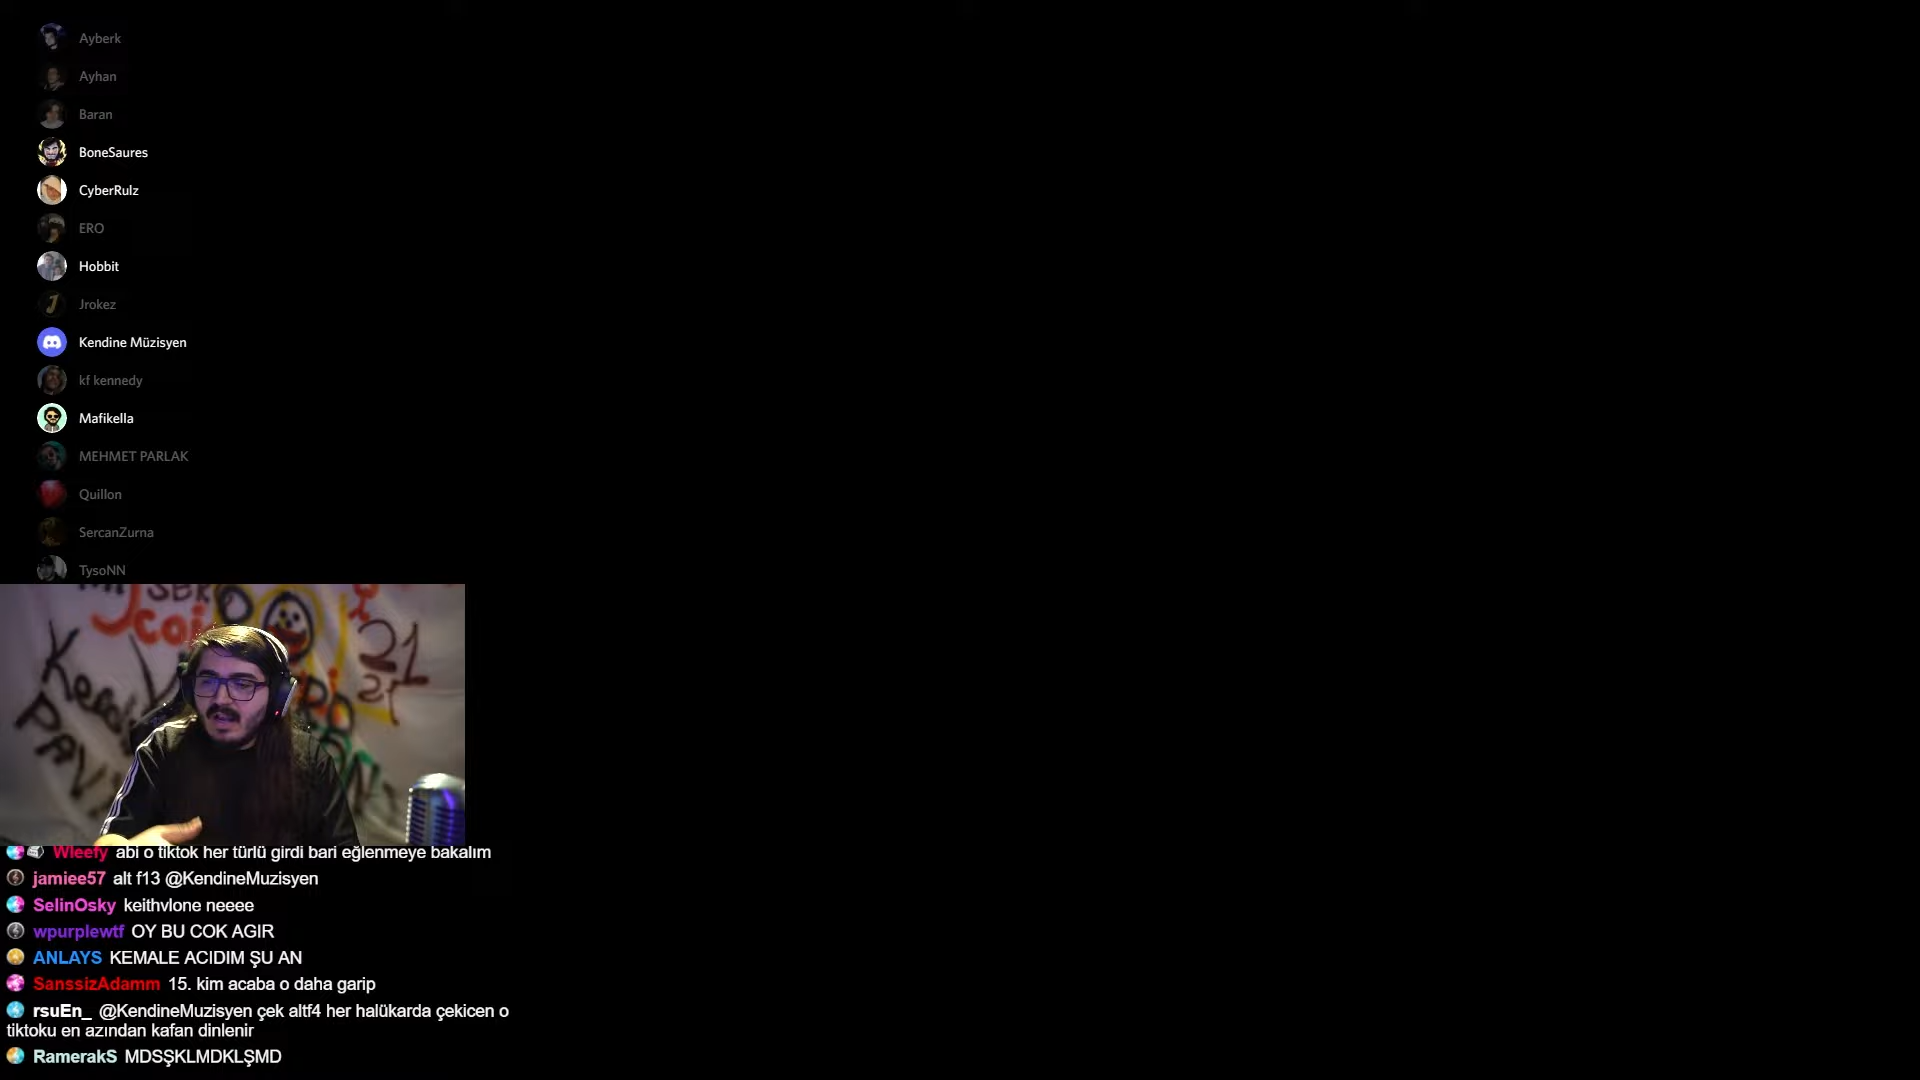 Ayberk
Ayhan
Baran
BoneSaures
CyberRulz
ERO
Hobbit
Jrokez
Kendine Müzisyen
kf kennedy
Mafikella
MEHMET PARLAK
Quillon
SercanZurna
TysoNN
coi
21
21
Wleefy abi o tiktok her türlü girdi bari eğlenmeye bakalım
jamiee57 alt f13 @KendineMuzisyen
SelinOsky keithvlone neeee
wpurplewtf OY BU COK AGIR
ANLAYS KEMALE ACIDIM ŞU AN
SanssizAdamm 15. kim acaba o daha garip
rsuEn_ @KendineMuzisyen çek altf4 her halükarda çekicen o
tiktoku en azından kafan dinlenir
RamerakS MDSŞKLMDKLŞMD